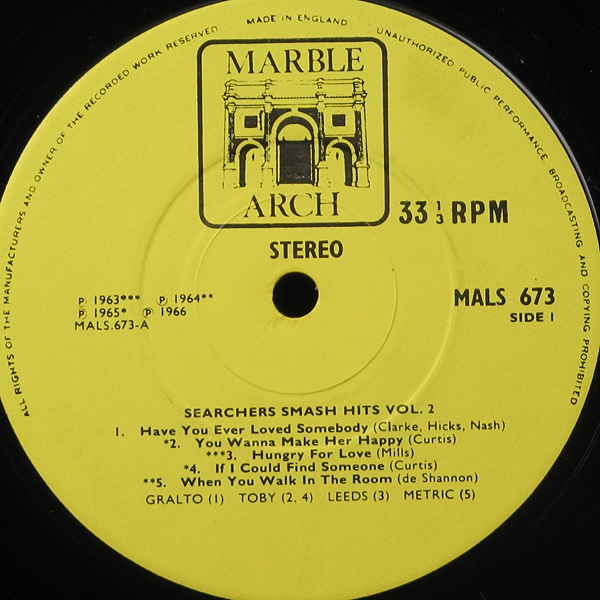 ALL RIGHTS OF THE MANUFACTURERS AND OWNER OF THE RECORDED WORK RESERVED
MADE IN ENGLAND
UNAUTHORIZED PUBLIC PERFORMANCE, BROADCASTING AND COPYING PROHIBITED
MARBLE
ARCH
33 1/3 RPM
STEREO
℗ 1963*** ℗ 1964**
℗ 1965* ℗ 1966
MALS.673-A
MALS 673
SIDE 1
SEARCHERS SMASH HITS VOL. 2
1. Have You Ever Loved Somebody (Clarke, Hicks, Nash)
*2. You Wanna Make Her Happy (Curtis)
***3. Hungry For Love (Mills)
*4. If I Could Find Someone (Curtis)
**5. When You Walk In The Room (de Shannon)
GRALTO (1) TOBY (2, 4) LEEDS (3) METRIC (5)